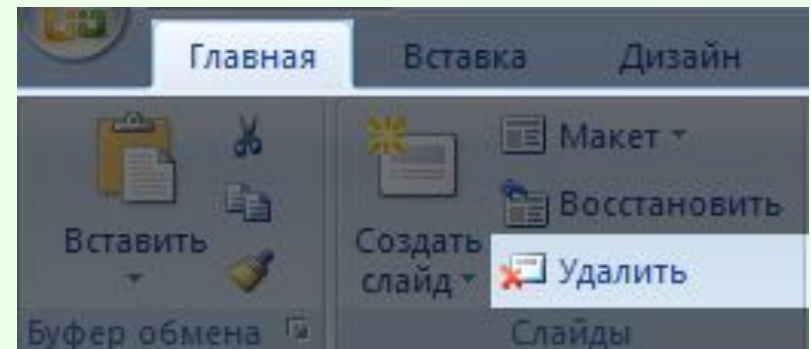 Главная Вставка Дизайн
Макет
Восстановить
Вставить
Создать слайд
Удалить
Буфер обмена Слайды